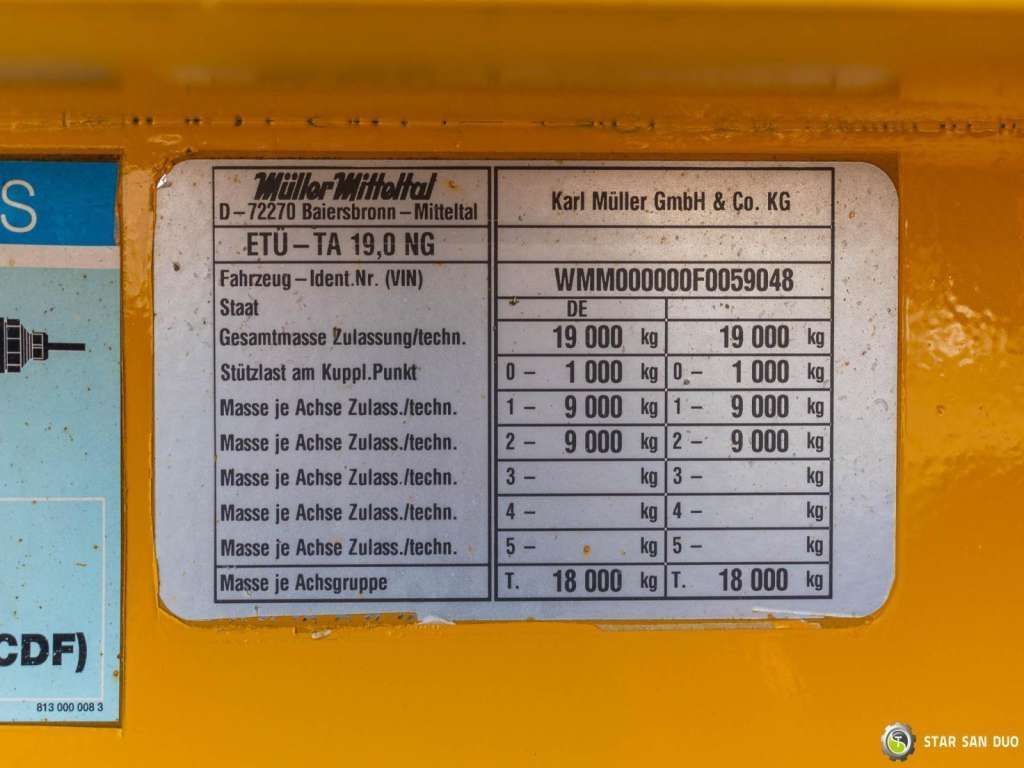 S
CDF)
813 000 008 3
Müller Mitteltal
D–72270 Baiersbronn–Mitteltal
Karl Müller GmbH & Co. KG
ETÜ–TA 19,0 NG
Fahrzeug–Ident.Nr. (VIN) WMM000000F0059048
Staat DE
Gesamtmasse Zulassung/techn. 19 000 kg 19 000 kg
Stützlast am Kuppl.Punkt 0– 1 000 kg 0– 1 000 kg
Masse je Achse Zulass./techn. 1– 9 000 kg 1– 9 000 kg
Masse je Achse Zulass./techn. 2– 9 000 kg 2– 9 000 kg
Masse je Achse Zulass./techn. 3– kg 3– kg
Masse je Achse Zulass./techn. 4– kg 4– kg
Masse je Achse Zulass./techn. 5– kg 5– kg
Masse je Achsgruppe T. 18 000 kg T. 18 000 kg
STAR SAN DUO